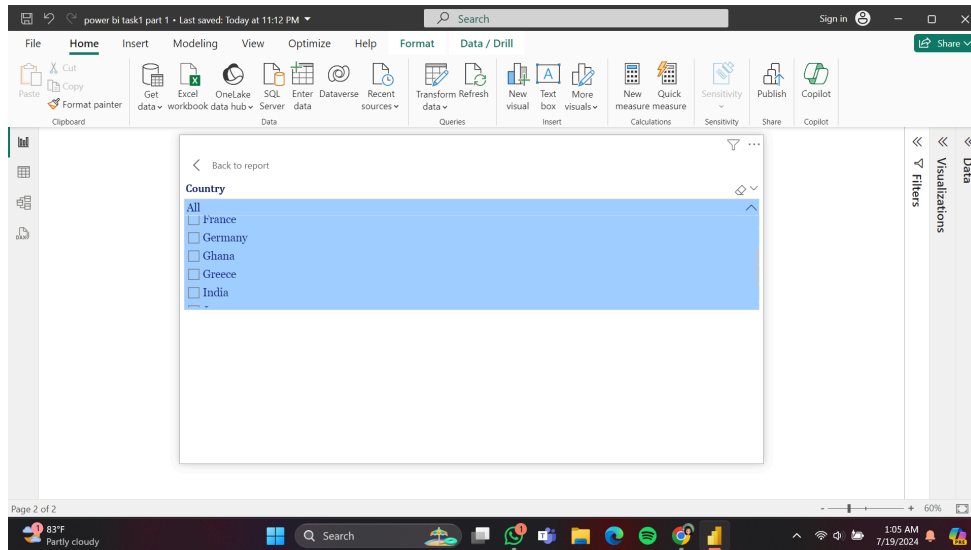 power bi task1 part 1 • Last saved: Today at 11:12 PM
Search
Sign in
File Home Insert Modeling View Optimize Help Format Data / Drill
Share
Paste
Cut
Copy
Format painter
Clipboard
Get data
Excel workbook
OneLake data hub
SQL Server
Enter data
Dataverse
Recent sources
Data
Transform data
Refresh
Queries
New visual
Text box
More visuals
Insert
New measure
Quick measure
Calculations
Sensitivity
Sensitivity
Publish
Share
Copilot
Copilot
Back to report
Country
All
France
Germany
Ghana
Greece
India
Filters
Visualizations
Data
Page 2 of 2
60%
1
83°F
Partly cloudy
Search
1
1:05 AM
7/19/2024
PRE